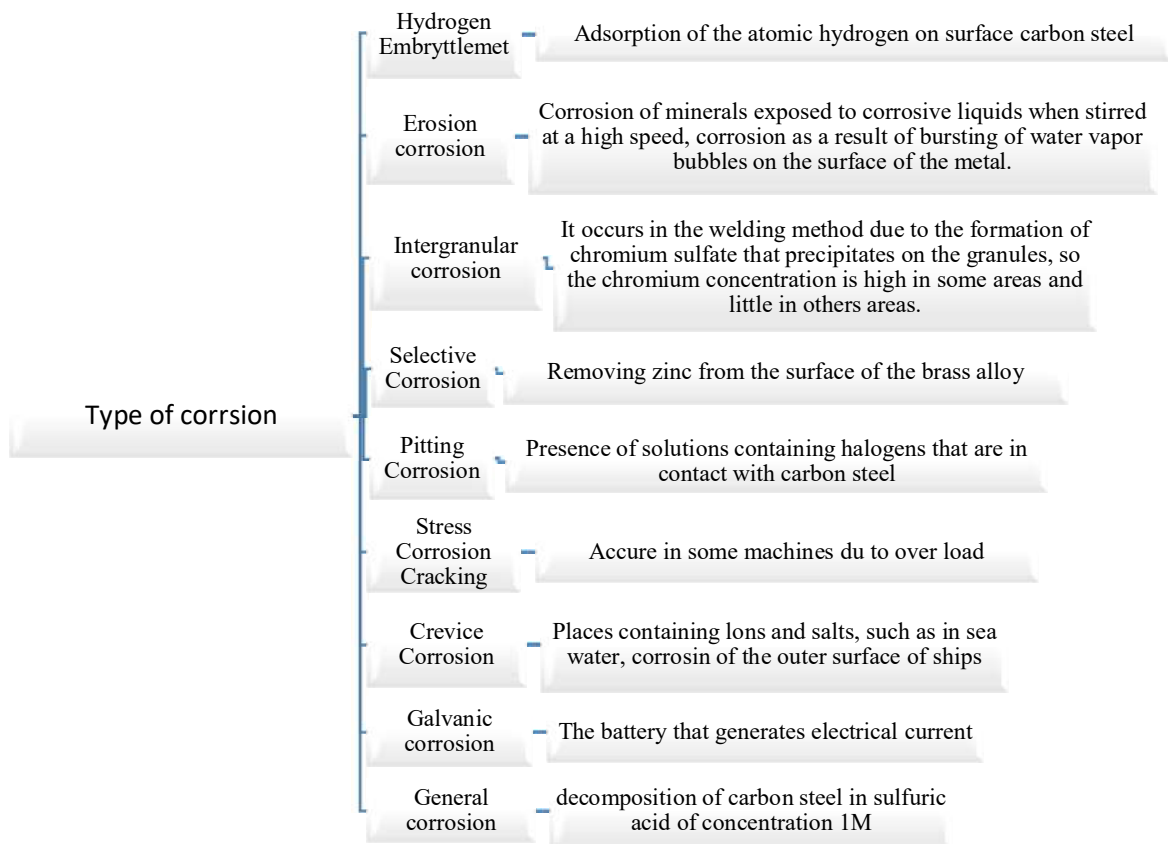 Hydrogen
Embryttlemet
Adsorption of the atomic hydrogen on surface carbon steel
Erosion
corrosion
Corrosion of minerals exposed to corrosive liquids when stirred
at a high speed, corrosion as a result of bursting of water vapor
bubbles on the surface of the metal.
Intergranular
corrosion
It occurs in the welding method due to the formation of
chromium sulfate that precipitates on the granules, so
the chromium concentration is high in some areas and
little in others areas.
Selective
Corrosion
Removing zinc from the surface of the brass alloy
Type of corrsion
Pitting
Corrosion
Presence of solutions containing halogens that are in
contact with carbon steel
Stress
Corrosion
Cracking
Accure in some machines du to over load
Crevice
Corrosion
Places containing lons and salts, such as in sea
water, corrosin of the outer surface of ships
Galvanic
corrosion
The battery that generates electrical current
General
corrosion
decomposition of carbon steel in sulfuric
acid of concentration 1M